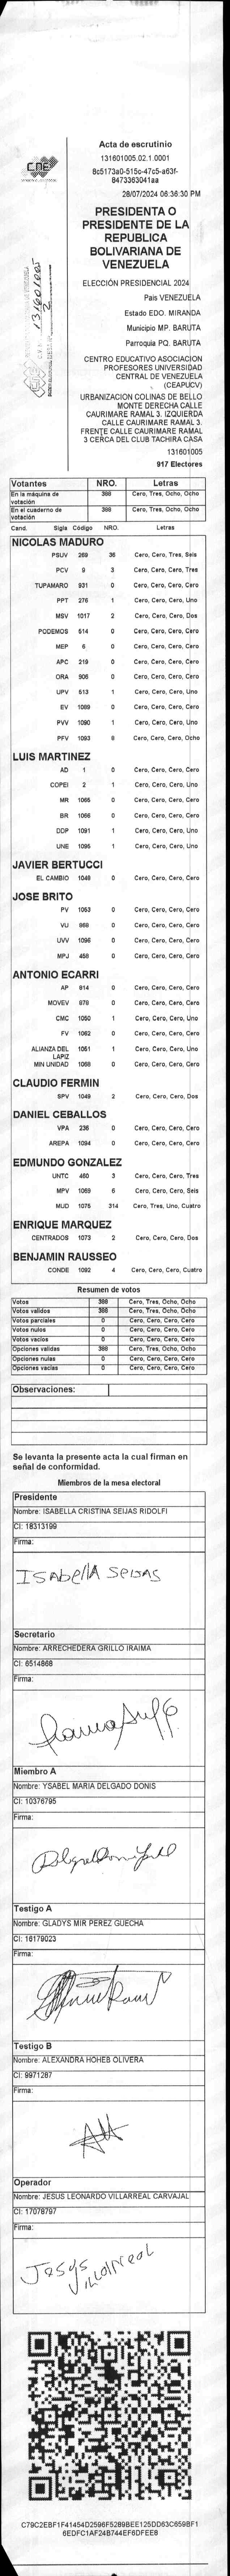 CNE
131601005
2
Acta de escrutinio
131601005.02.1.0001
8c5173a0-515c-47c5-a63f-
8473363041aa
28/07/2024 06:36:30 PM
PRESIDENTA O
PRESIDENTE DE LA
REPUBLICA
BOLIVARIANA DE
VENEZUELA
ELECCIÓN PRESIDENCIAL 2024
Pais VENEZUELA
Estado EDO. MIRANDA
Municipio MP. BARUTA
Parroquia PQ. BARUTA
CENTRO EDUCATIVO ASOCIACION
PROFESORES UNIVERSIDAD
CENTRAL DE VENEZUELA
(CEAPUCV)
URBANIZACION COLINAS DE BELLO
MONTE DERECHA CALLE
CAURIMARE RAMAL 3. IZQUIERDA
CALLE CAURIMARE RAMAL 3.
FRENTE CALLE CAURIMARE RAMAL
3 CERCA DEL CLUB TACHIRA CASA
131601005
917 Electores
Votantes NRO. Letras
En la máquina de votación 388 Cero, Tres, Ocho, Ocho
En el cuaderno de votación 388 Cero, Tres, Ocho, Ocho
Cand. Sigla Código NRO. Letras
NICOLAS MADURO
PSUV 269 36 Cero, Cero, Tres, Seis
PCV 9 3 Cero, Cero, Cero, Tres
TUPAMARO 931 0 Cero, Cero, Cero, Cero
PPT 276 1 Cero, Cero, Cero, Uno
MSV 1017 2 Cero, Cero, Cero, Dos
PODEMOS 514 0 Cero, Cero, Cero, Cero
MEP 6 0 Cero, Cero, Cero, Cero
APC 219 0 Cero, Cero, Cero, Cero
ORA 906 0 Cero, Cero, Cero, Cero
UPV 513 1 Cero, Cero, Cero, Uno
EV 1089 0 Cero, Cero, Cero, Cero
PVV 1090 1 Cero, Cero, Cero, Uno
PFV 1093 8 Cero, Cero, Cero, Ocho
LUIS MARTINEZ
AD 1 0 Cero, Cero, Cero, Cero
COPEI 2 1 Cero, Cero, Cero, Uno
MR 1065 0 Cero, Cero, Cero, Cero
BR 1066 0 Cero, Cero, Cero, Cero
DDP 1091 1 Cero, Cero, Cero, Uno
UNE 1095 1 Cero, Cero, Cero, Uno
JAVIER BERTUCCI
EL CAMBIO 1048 0 Cero, Cero, Cero, Cero
JOSE BRITO
PV 1053 0 Cero, Cero, Cero, Cero
VU 969 0 Cero, Cero, Cero, Cero
UVV 1096 0 Cero, Cero, Cero, Cero
MPJ 458 0 Cero, Cero, Cero, Cero
ANTONIO ECARRI
AP 814 0 Cero, Cero, Cero, Cero
MOVEV 979 0 Cero, Cero, Cero, Cero
CMC 1050 1 Cero, Cero, Cero, Uno
FV 1062 0 Cero, Cero, Cero, Cero
ALIANZA DEL LAPIZ 1051 1 Cero, Cero, Cero, Uno
MIN UNIDAD 1068 0 Cero, Cero, Cero, Cero
CLAUDIO FERMIN
SPV 1049 2 Cero, Cero, Cero, Dos
DANIEL CEBALLOS
VPA 236 0 Cero, Cero, Cero, Cero
AREPA 1094 0 Cero, Cero, Cero, Cero
EDMUNDO GONZALEZ
UNTC 460 3 Cero, Cero, Cero, Tres
MPV 1069 6 Cero, Cero, Cero, Seis
MUD 1075 314 Cero, Tres, Uno, Cuatro
ENRIQUE MARQUEZ
CENTRADOS 1073 2 Cero, Cero, Cero, Dos
BENJAMIN RAUSSEO
CONDE 1092 4 Cero, Cero, Cero, Cuatro
Resumen de votos
Votos 388 Cero, Tres, Ocho, Ocho
Votos validos 388 Cero, Tres, Ocho, Ocho
Votos parciales 0 Cero, Cero, Cero, Cero
Votos nulos 0 Cero, Cero, Cero, Cero
Votos vacios 0 Cero, Cero, Cero, Cero
Opciones validas 388 Cero, Tres, Ocho, Ocho
Opciones nulas 0 Cero, Cero, Cero, Cero
Opciones vacias 0 Cero, Cero, Cero, Cero
Observaciones:
Se levanta la presente acta la cual firman en
señal de conformidad.
Miembros de la mesa electoral
Presidente
Nombre: ISABELLA CRISTINA SEIJAS RIDOLFI
CI: 18313199
Firma:
ISAbellA SeIJAS
Secretario
Nombre: ARRECHEDERA GRILLO IRAIMA
CI: 6514868
Firma:
Miembro A
Nombre: YSABEL MARIA DELGADO DONIS
CI: 10376795
Firma:
Testigo A
Nombre: GLADYS MIR PEREZ GUECHA
CI: 16179023
Firma:
Testigo B
Nombre: ALEXANDRA HOHEB OLIVERA
CI: 9971287
Firma:
Operador
Nombre: JESUS LEONARDO VILLARREAL CARVAJAL
CI: 17078797
Firma:
Jesús
Villarreal
C79C2EBF1F41454D2596F5289BEE125DD63C659BF1
6EDFC1AF24B744EF6DFEE8